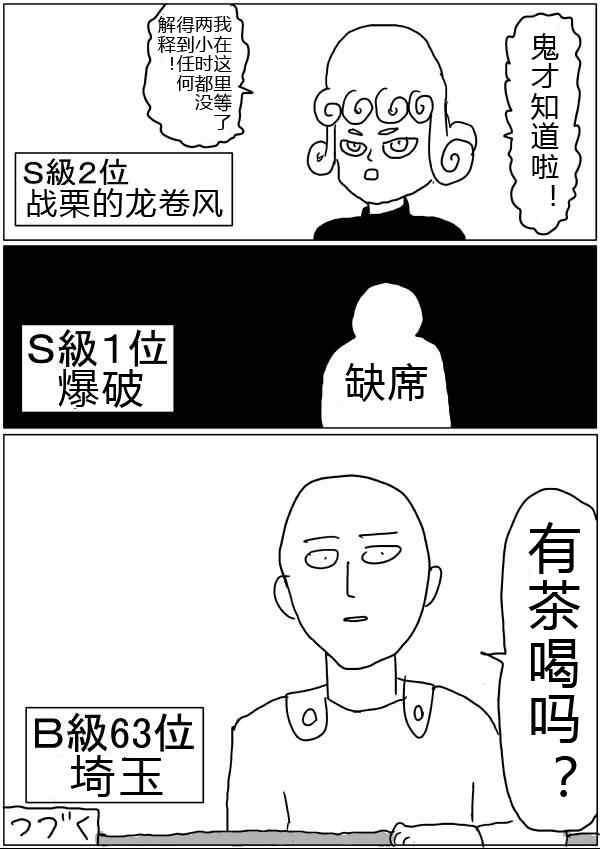 鬼才知道啦！
我在这里等了
两小时都没
得到任何
解释！
S級2位
战栗的龙卷风
S級1位
爆破
缺席
有茶喝吗？
B級63位
埼玉
つづく